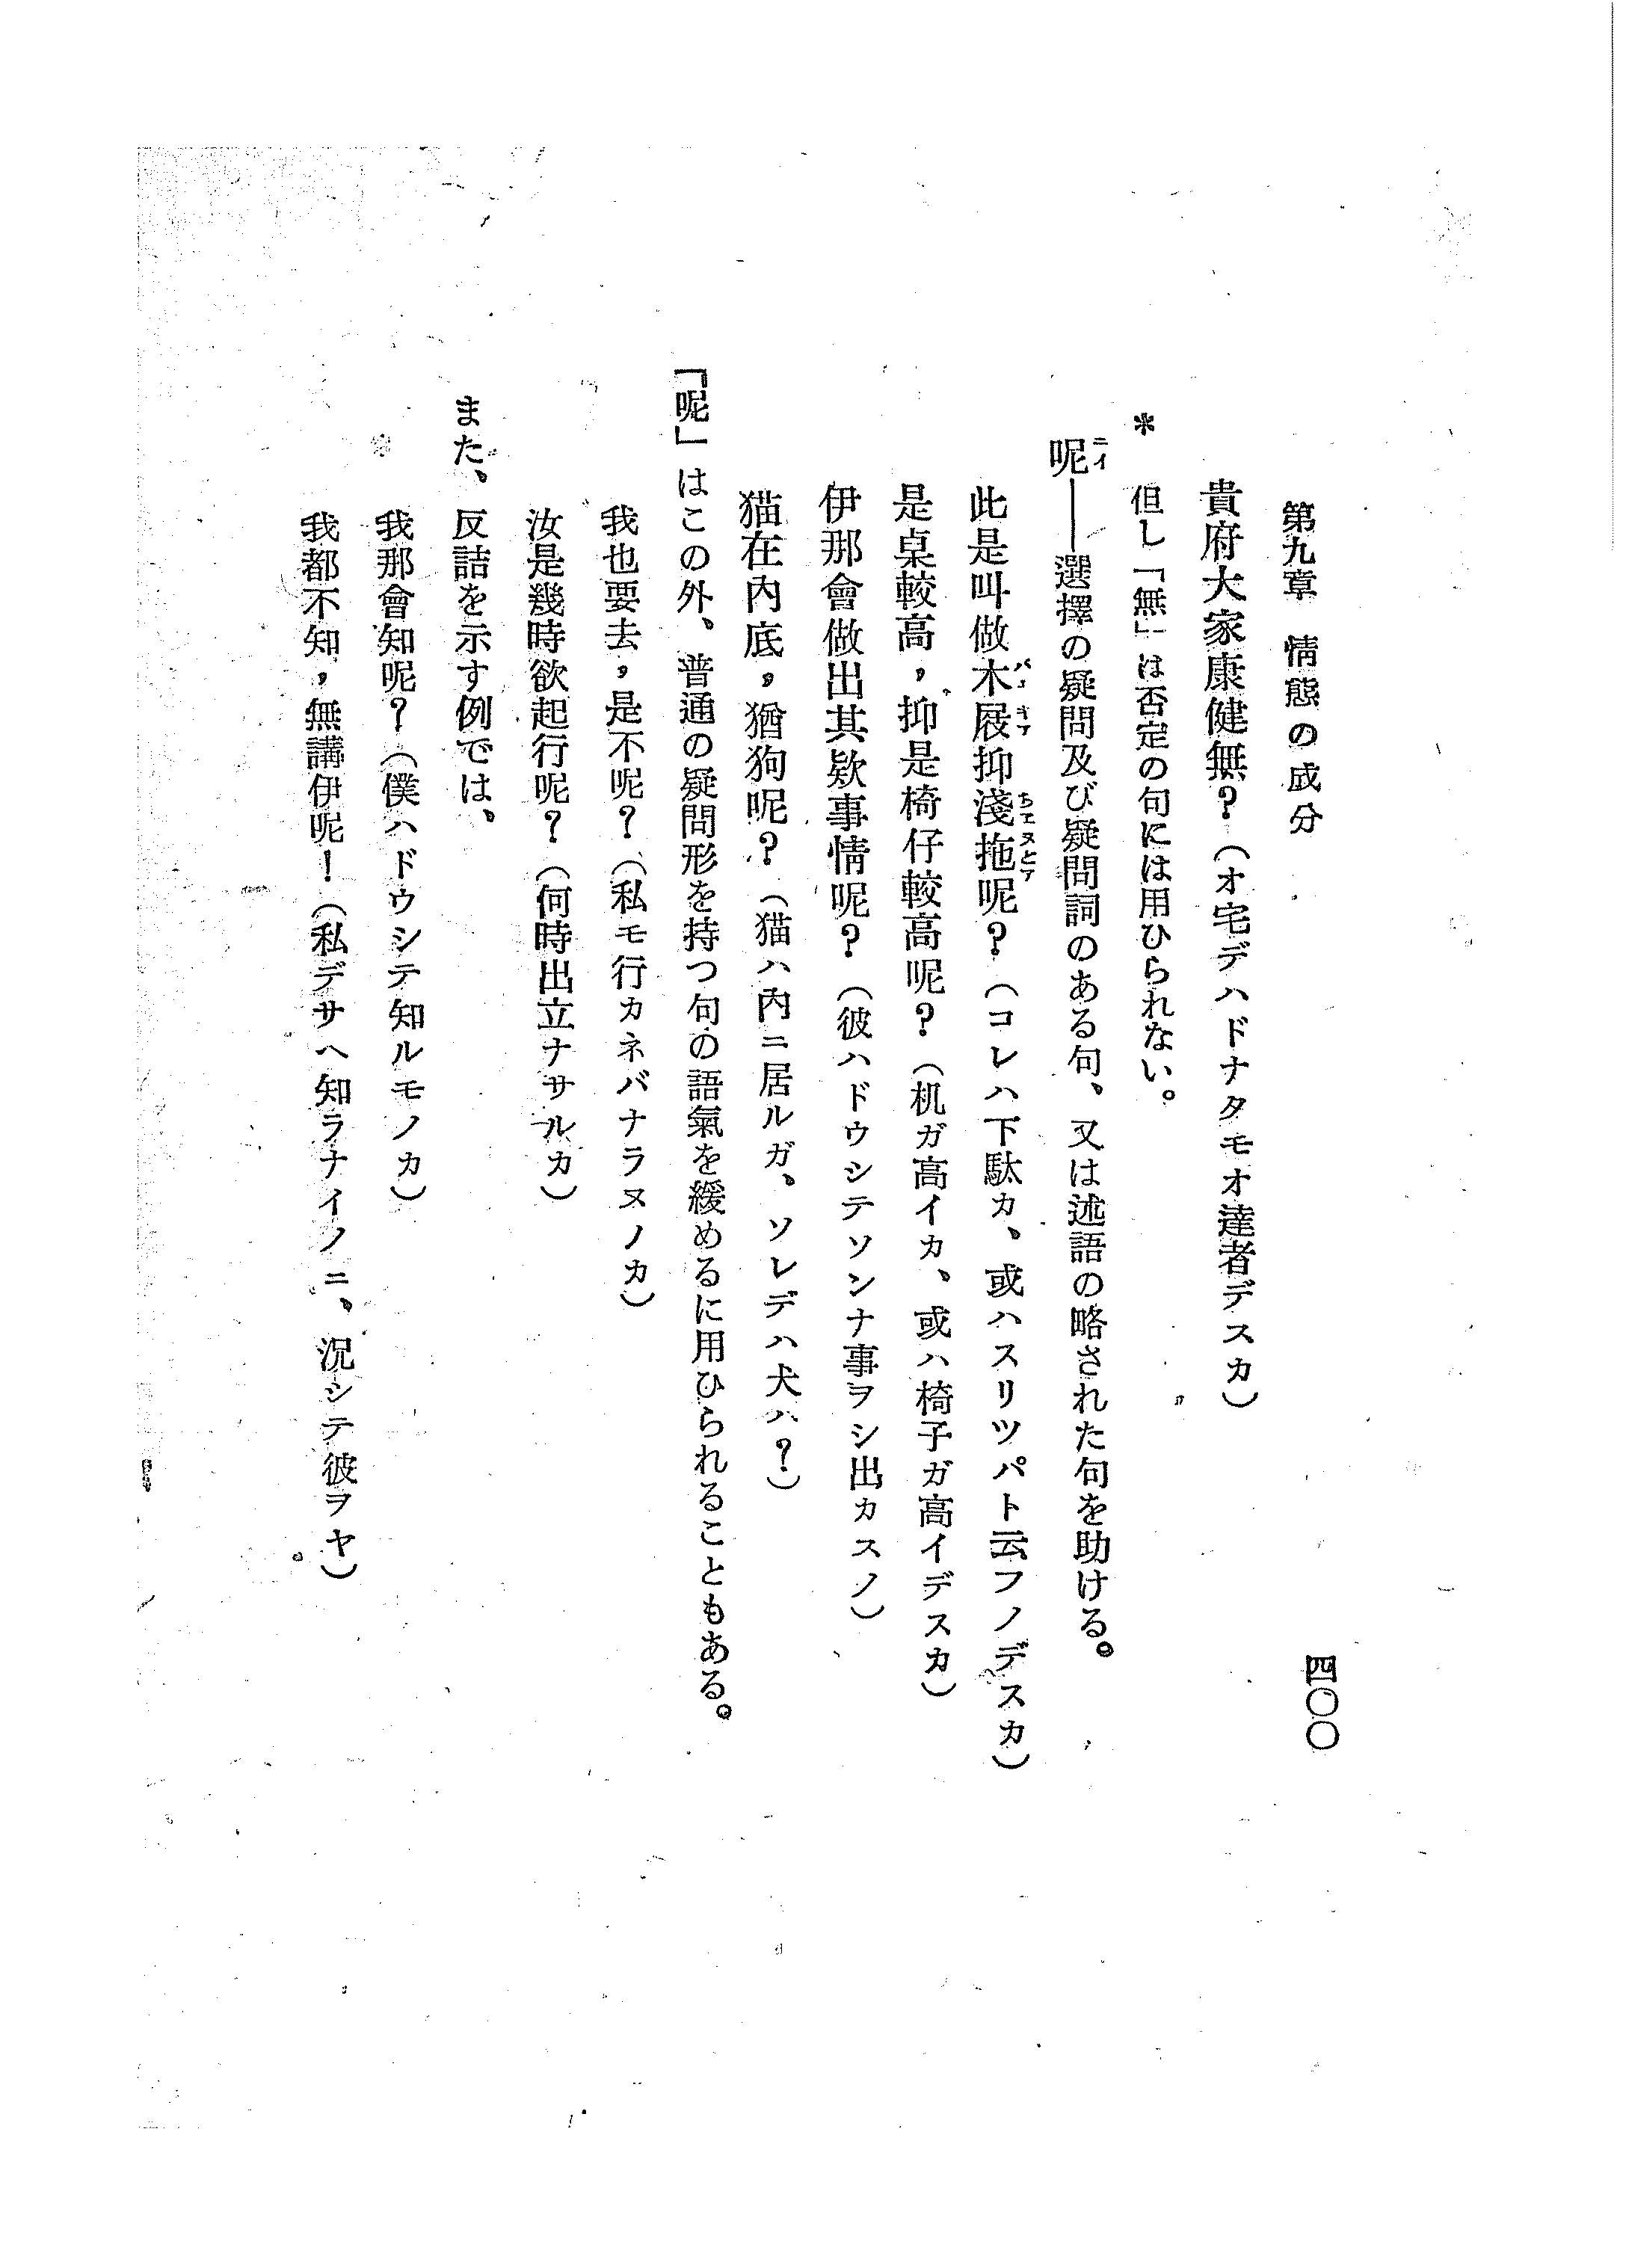 第九章　情態の成分
四〇〇
貴府大家康健無？（オ宅デハドナタモオ達者デスカ）
＊但し「無」は否定の句には用ひられない。
呢――選擇の疑問及び疑問詞のある句、又は述語の略された句を助ける。
此是叫做木屐抑淺拖呢？（コレハ下駄カ、或ハスリツパト云フノデスカ）
是桌較高，抑是椅仔較高呢？（机ガ高イカ、或ハ椅子ガ高イデスカ）
伊那會做出其欵事情呢？（彼ハドウシテソンナ事ヲシ出カスノ）
猫在內底，猶狗呢？（猫ハ內ニ居ルガ、ソレデハ犬ハ？）
「呢」はこの外、普通の疑問形を持つ句の語氣を緩めるに用ひられることもある。
我也要去，是不呢？（私モ行カネバナラヌノカ）
汝是幾時欲起行呢？（何時出立ナサルカ）
また、反詰を示す例では、
我那會知呢？（僕ハドウシテ知ルモノカ）
我都不知，無講伊呢！（私デサヘ知ラナイノニ、況シテ彼ヲヤ）